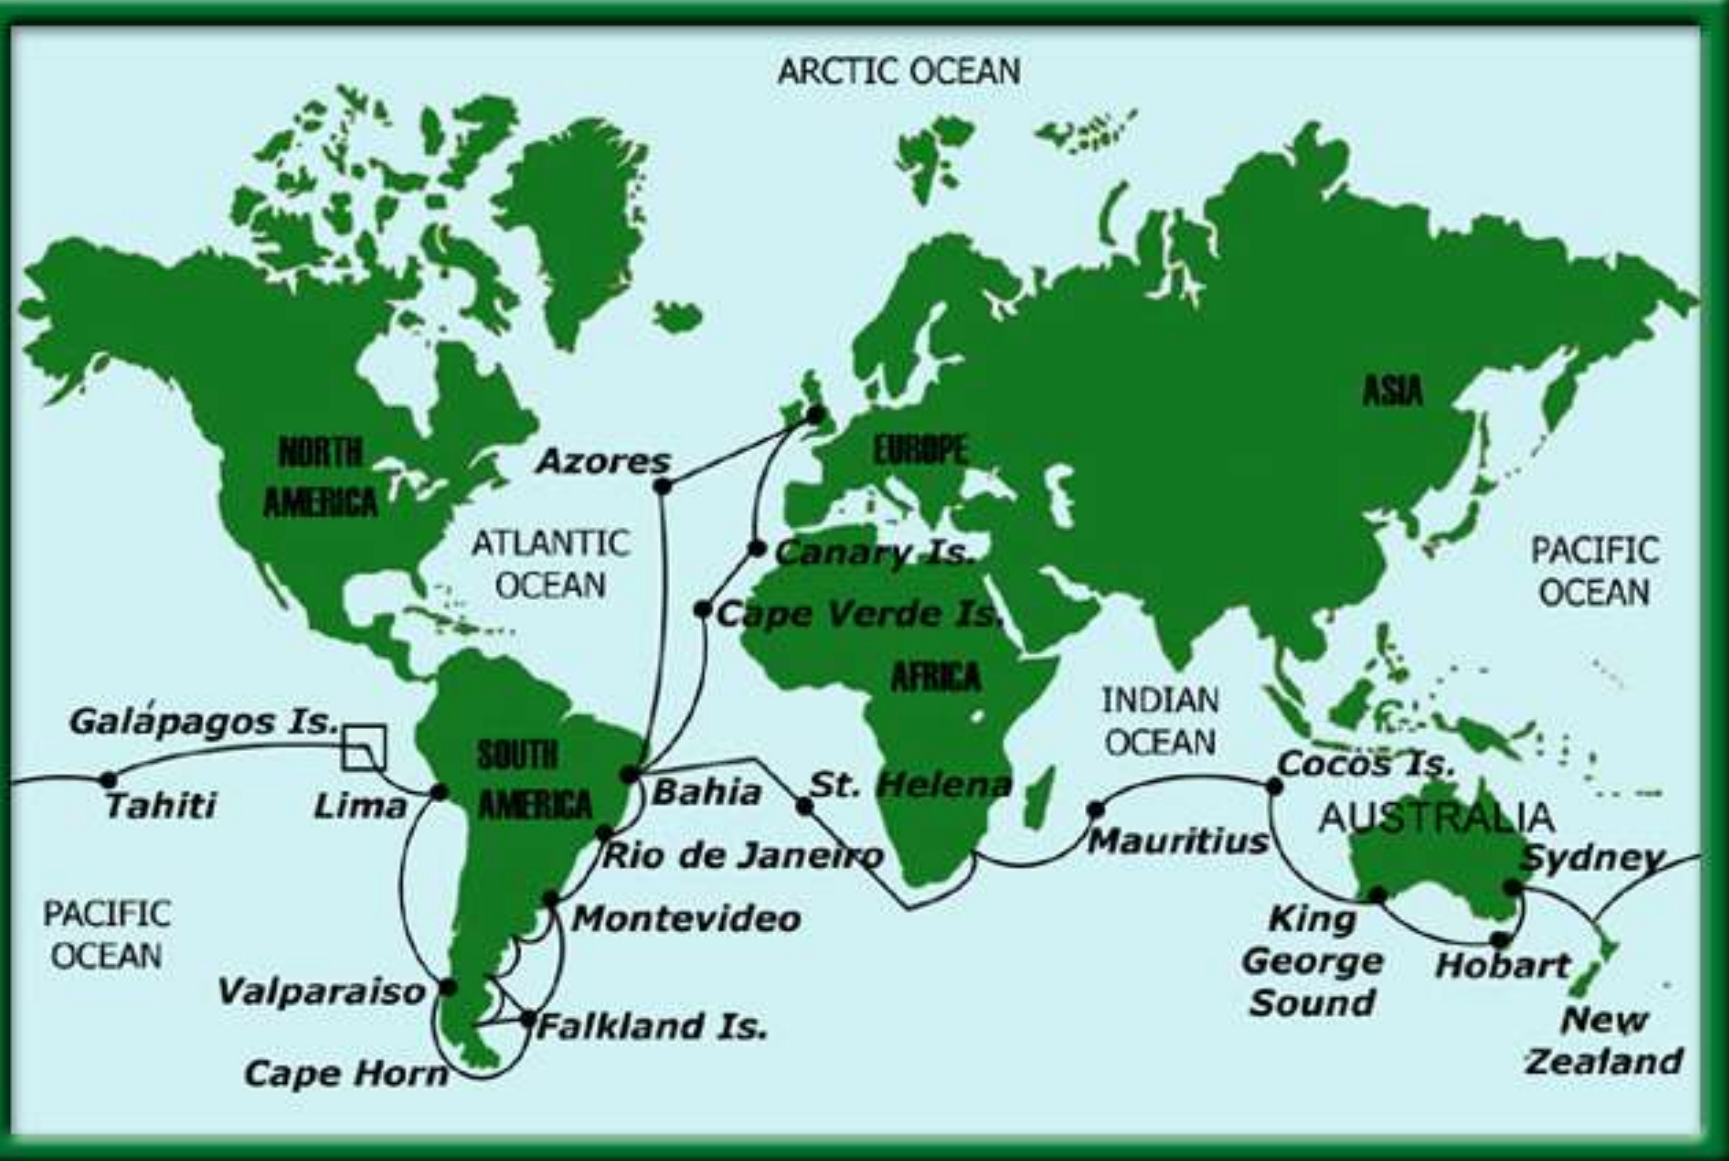 ARCTIC OCEAN
NORTH
AMERICA
Azores
EUROPE
ASIA
ATLANTIC
OCEAN
Canary Is.
PACIFIC
OCEAN
Cape Verde Is.
AFRICA
INDIAN
OCEAN
Galápagos Is.
Tahiti
Lima
SOUTH
AMERICA
Bahia
St. Helena
Cocos Is.
AUSTRALIA
Mauritius
Sydney
Rio de Janeiro
PACIFIC
OCEAN
Montevideo
King
George
Sound
Hobart
Valparaiso
Falkland Is.
New
Zealand
Cape Horn